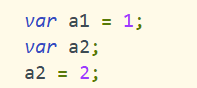 var a1 = 1;
var a2;
a2 = 2;